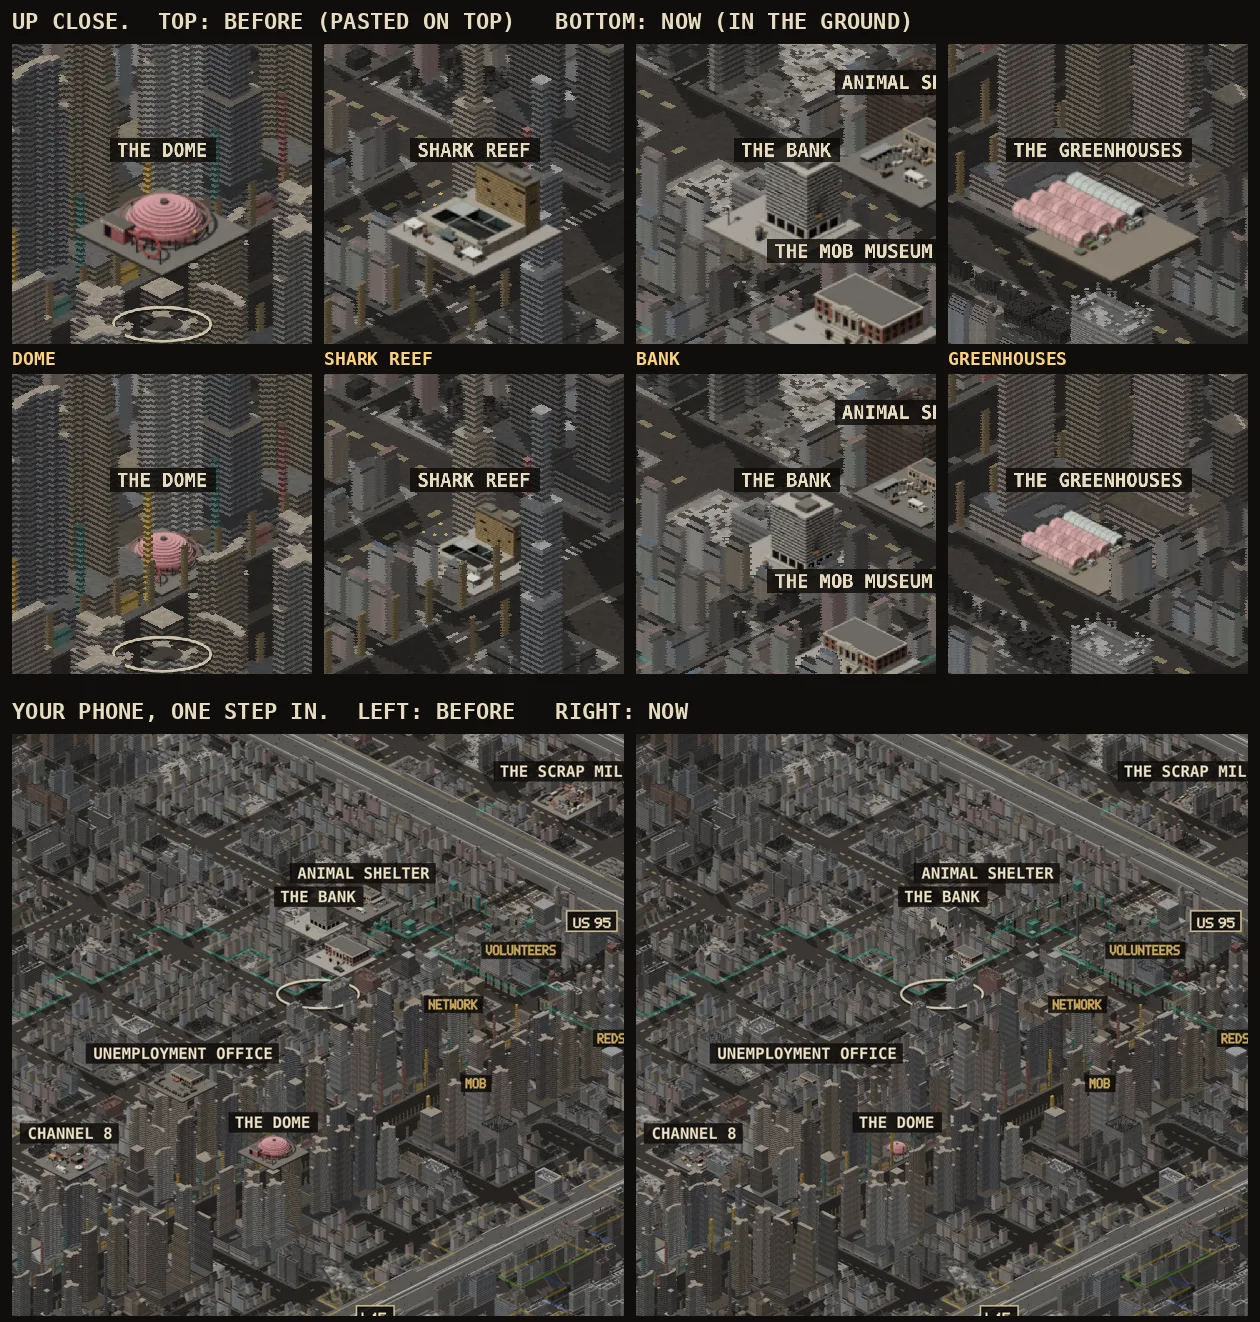 UP CLOSE. TOP: BEFORE (PASTED ON TOP) BOTTOM: NOW (IN THE GROUND)
ANIMAL SH
THE DOME
SHARK REEF
THE BANK
THE GREENHOUSES
THE MOB MUSEUM
DOME
SHARK REEF
BANK
GREENHOUSES
ANIMAL SH
THE DOME
SHARK REEF
THE BANK
THE GREENHOUSES
THE MOB MUSEUM
YOUR PHONE, ONE STEP IN. LEFT: BEFORE RIGHT: NOW
THE SCRAP MIL
ANIMAL SHELTER
THE BANK
US 95
VOLUNTEERS
NETWORK
REDS
UNEMPLOYMENT OFFICE
MOB
THE DOME
CHANNEL 8
THE SCRAP MIL
ANIMAL SHELTER
THE BANK
US 95
VOLUNTEERS
NETWORK
REDS
UNEMPLOYMENT OFFICE
MOB
THE DOME
CHANNEL 8